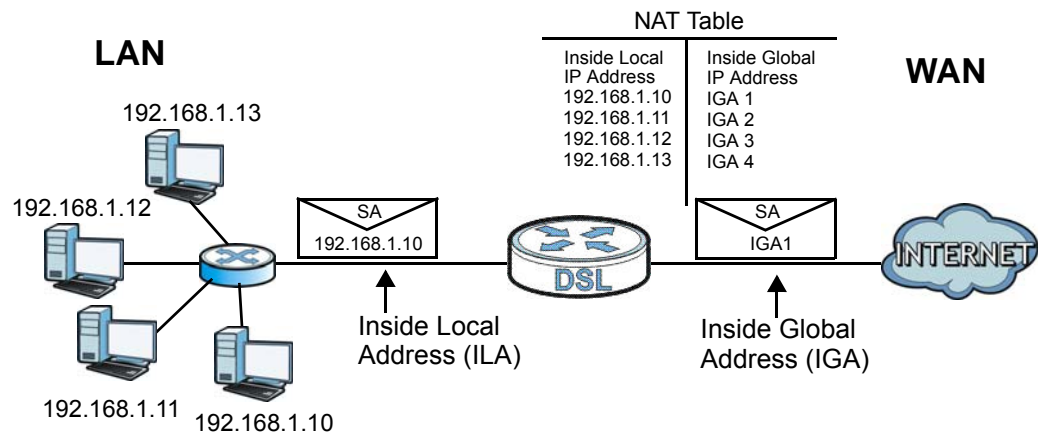 NAT Table
LAN
WAN
Inside Local
IP Address
192.168.1.10
192.168.1.11
192.168.1.12
192.168.1.13
Inside Global
IP Address
IGA 1
IGA 2
IGA 3
IGA 4
192.168.1.13
192.168.1.12
192.168.1.11
192.168.1.10
SA
192.168.1.10
DSL
SA
IGA1
INTERNET
Inside Local
Address (ILA)
Inside Global
Address (IGA)